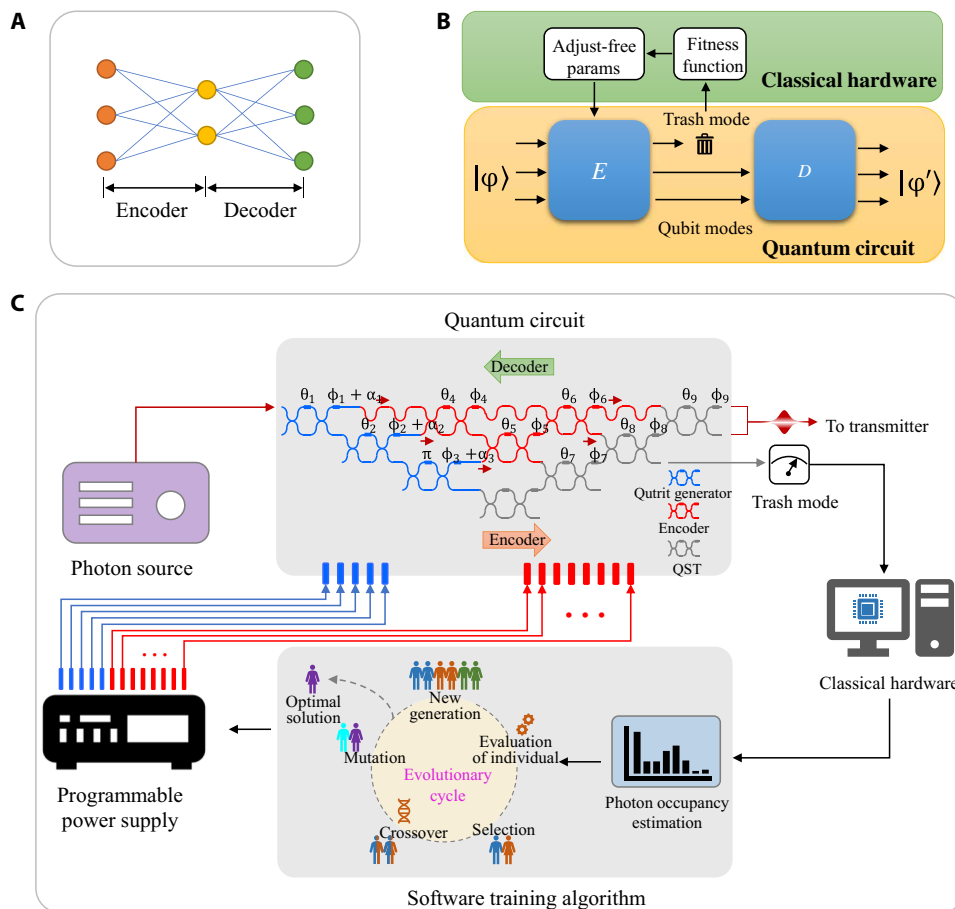 A
Encoder
Decoder
B
Adjust-free
params
Fitness
function
Classical hardware
Trash mode
|φ⟩
E
D
|φ′⟩
Qubit modes
Quantum circuit
C
Quantum circuit
Decoder
θ1 ϕ1 + α1 θ4 ϕ4 θ6 ϕ6 θ9 ϕ9
θ2 ϕ2 + α2 θ5 ϕ5 θ8 ϕ8
π ϕ3 +α3 θ7 ϕ7
To transmitter
Qutrit generator
Encoder
QST
Trash mode
Encoder
Photon source
Optimal
solution
New
generation
Evaluation
of individual
Mutation
Evolutionary
cycle
Crossover
Selection
Classical hardware
Photon occupancy
estimation
Programmable
power supply
Software training algorithm